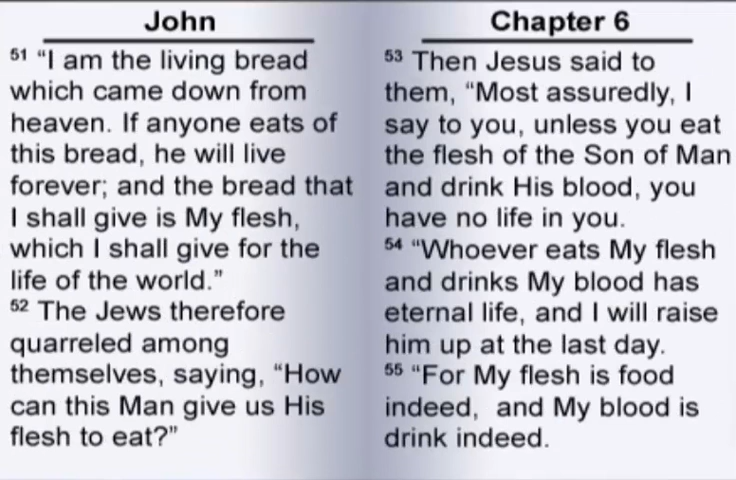 John
51 “I am the living bread
which came down from
heaven. If anyone eats of
this bread, he will live
forever; and the bread that
I shall give is My flesh,
which I shall give for the
life of the world.”
52 The Jews therefore
quarreled among
themselves, saying, “How
can this Man give us His
flesh to eat?”
Chapter 6
53 Then Jesus said to
them, “Most assuredly, I
say to you, unless you eat
the flesh of the Son of Man
and drink His blood, you
have no life in you.
54 “Whoever eats My flesh
and drinks My blood has
eternal life, and I will raise
him up at the last day.
55 “For My flesh is food
indeed, and My blood is
drink indeed.